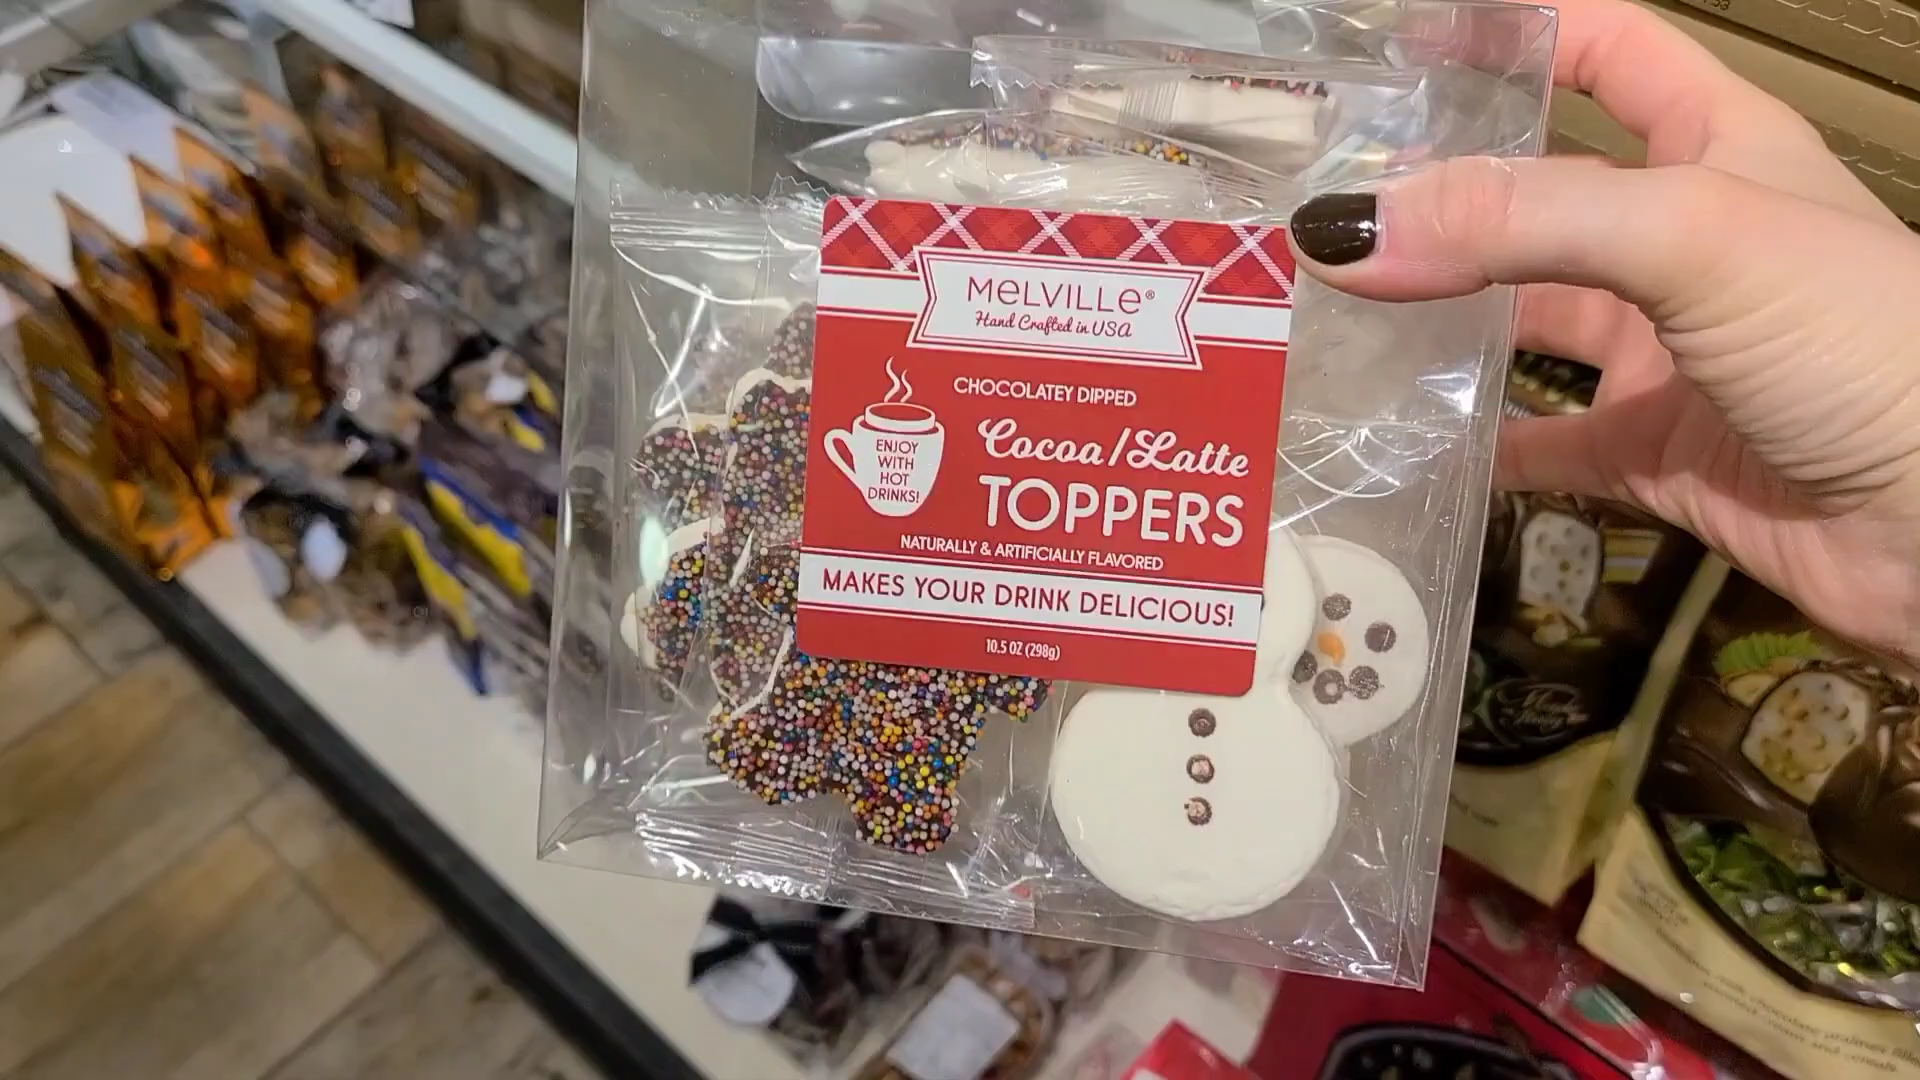 MELVILLE®
Hand Crafted in USA
CHOCOLATEY DIPPED
Cocoa/Latte
TOPPERS
ENJOY
WITH
HOT
DRINKS!
NATURALLY & ARTIFICIALLY FLAVORED
MAKES YOUR DRINK DELICIOUS!
10.5 OZ (298g)